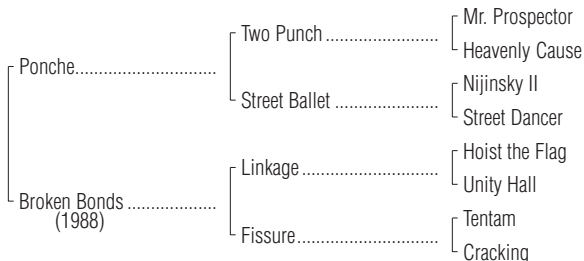 Mr. Prospector
Two Punch
Heavenly Cause
Ponche
Nijinsky II
Street Ballet
Street Dancer
Hoist the Flag
Linkage
Unity Hall
Broken Bonds
(1988)
Tentam
Fissure
Cracking